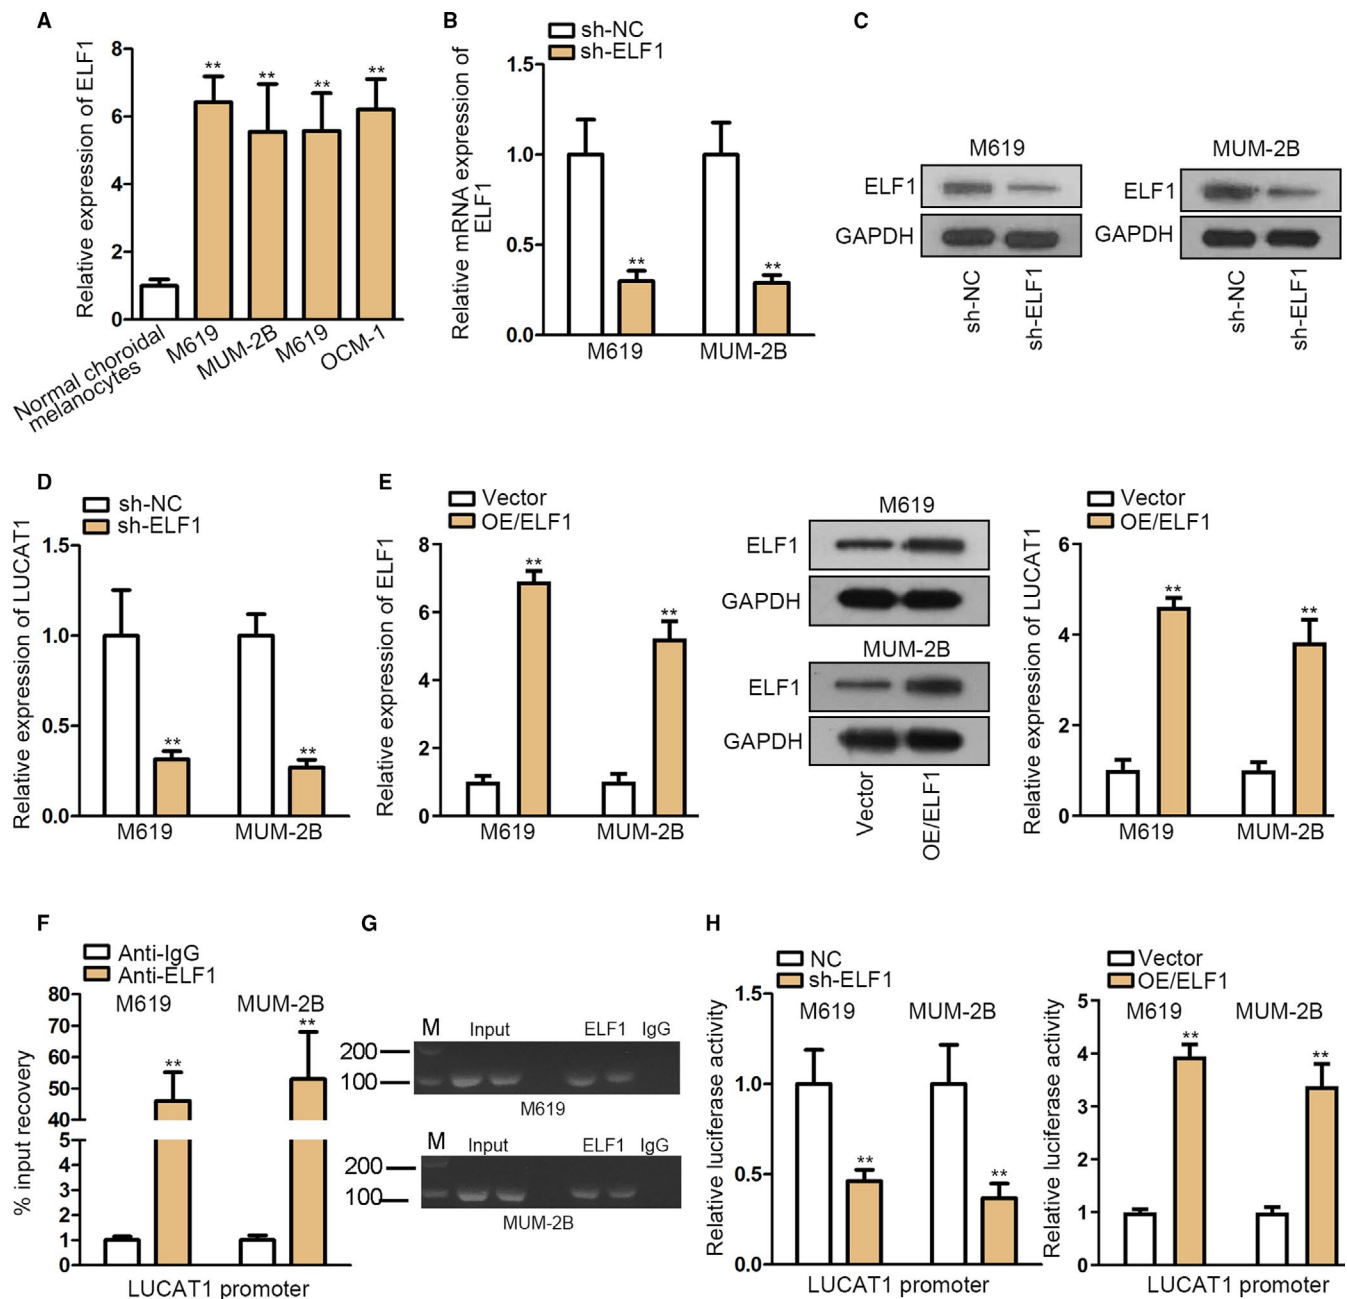 A
Relative expression of ELF1
8
6
4
2
0
**
**
**
**
Normal choroidal
melanocytes
M619
MUM-2B
M619
OCM-1
B
sh-NC
sh-ELF1
Relative mRNA expression of
ELF1
1.5
1.0
0.5
0.0
**
**
M619
MUM-2B
C
M619
ELF1
GAPDH
sh-NC
sh-ELF1
MUM-2B
ELF1
GAPDH
sh-NC
sh-ELF1
D
sh-NC
sh-ELF1
Relative expression of LUCAT1
1.5
1.0
0.5
0.0
**
**
M619
MUM-2B
E
Vector
OE/ELF1
Relative expression of ELF1
8
6
4
2
0
**
**
M619
MUM-2B
M619
ELF1
GAPDH
MUM-2B
ELF1
GAPDH
Vector
OE/ELF1
Vector
OE/ELF1
Relative expression of LUCAT1
6
4
2
0
**
**
M619
MUM-2B
F
Anti-IgG
Anti-ELF1
% input recovery
80
70
60
50
40
5
4
3
2
1
0
M619
MUM-2B
**
**
LUCAT1 promoter
G
M Input ELF1 IgG
200
100
M619
M Input ELF1 IgG
200
100
MUM-2B
H
NC
sh-ELF1
Relative luciferase activity
1.5
1.0
0.5
0.0
M619
MUM-2B
**
**
LUCAT1 promoter
Vector
OE/ELF1
Relative luciferase activity
5
4
3
2
1
0
M619
MUM-2B
**
**
LUCAT1 promoter